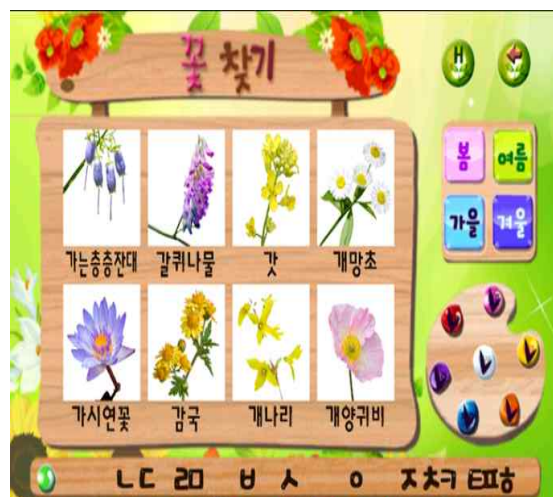 꽃 찾기
H
봄 여름
가을 겨울
가는층층잔대 갈퀴나물 갓 개망초
가시연꽃 감국 개나리 개양귀비
ㄴㄷ ㄹㅁ ㅂ ㅅ ㅇ ㅈㅊㅋ ㅌㅍㅎ